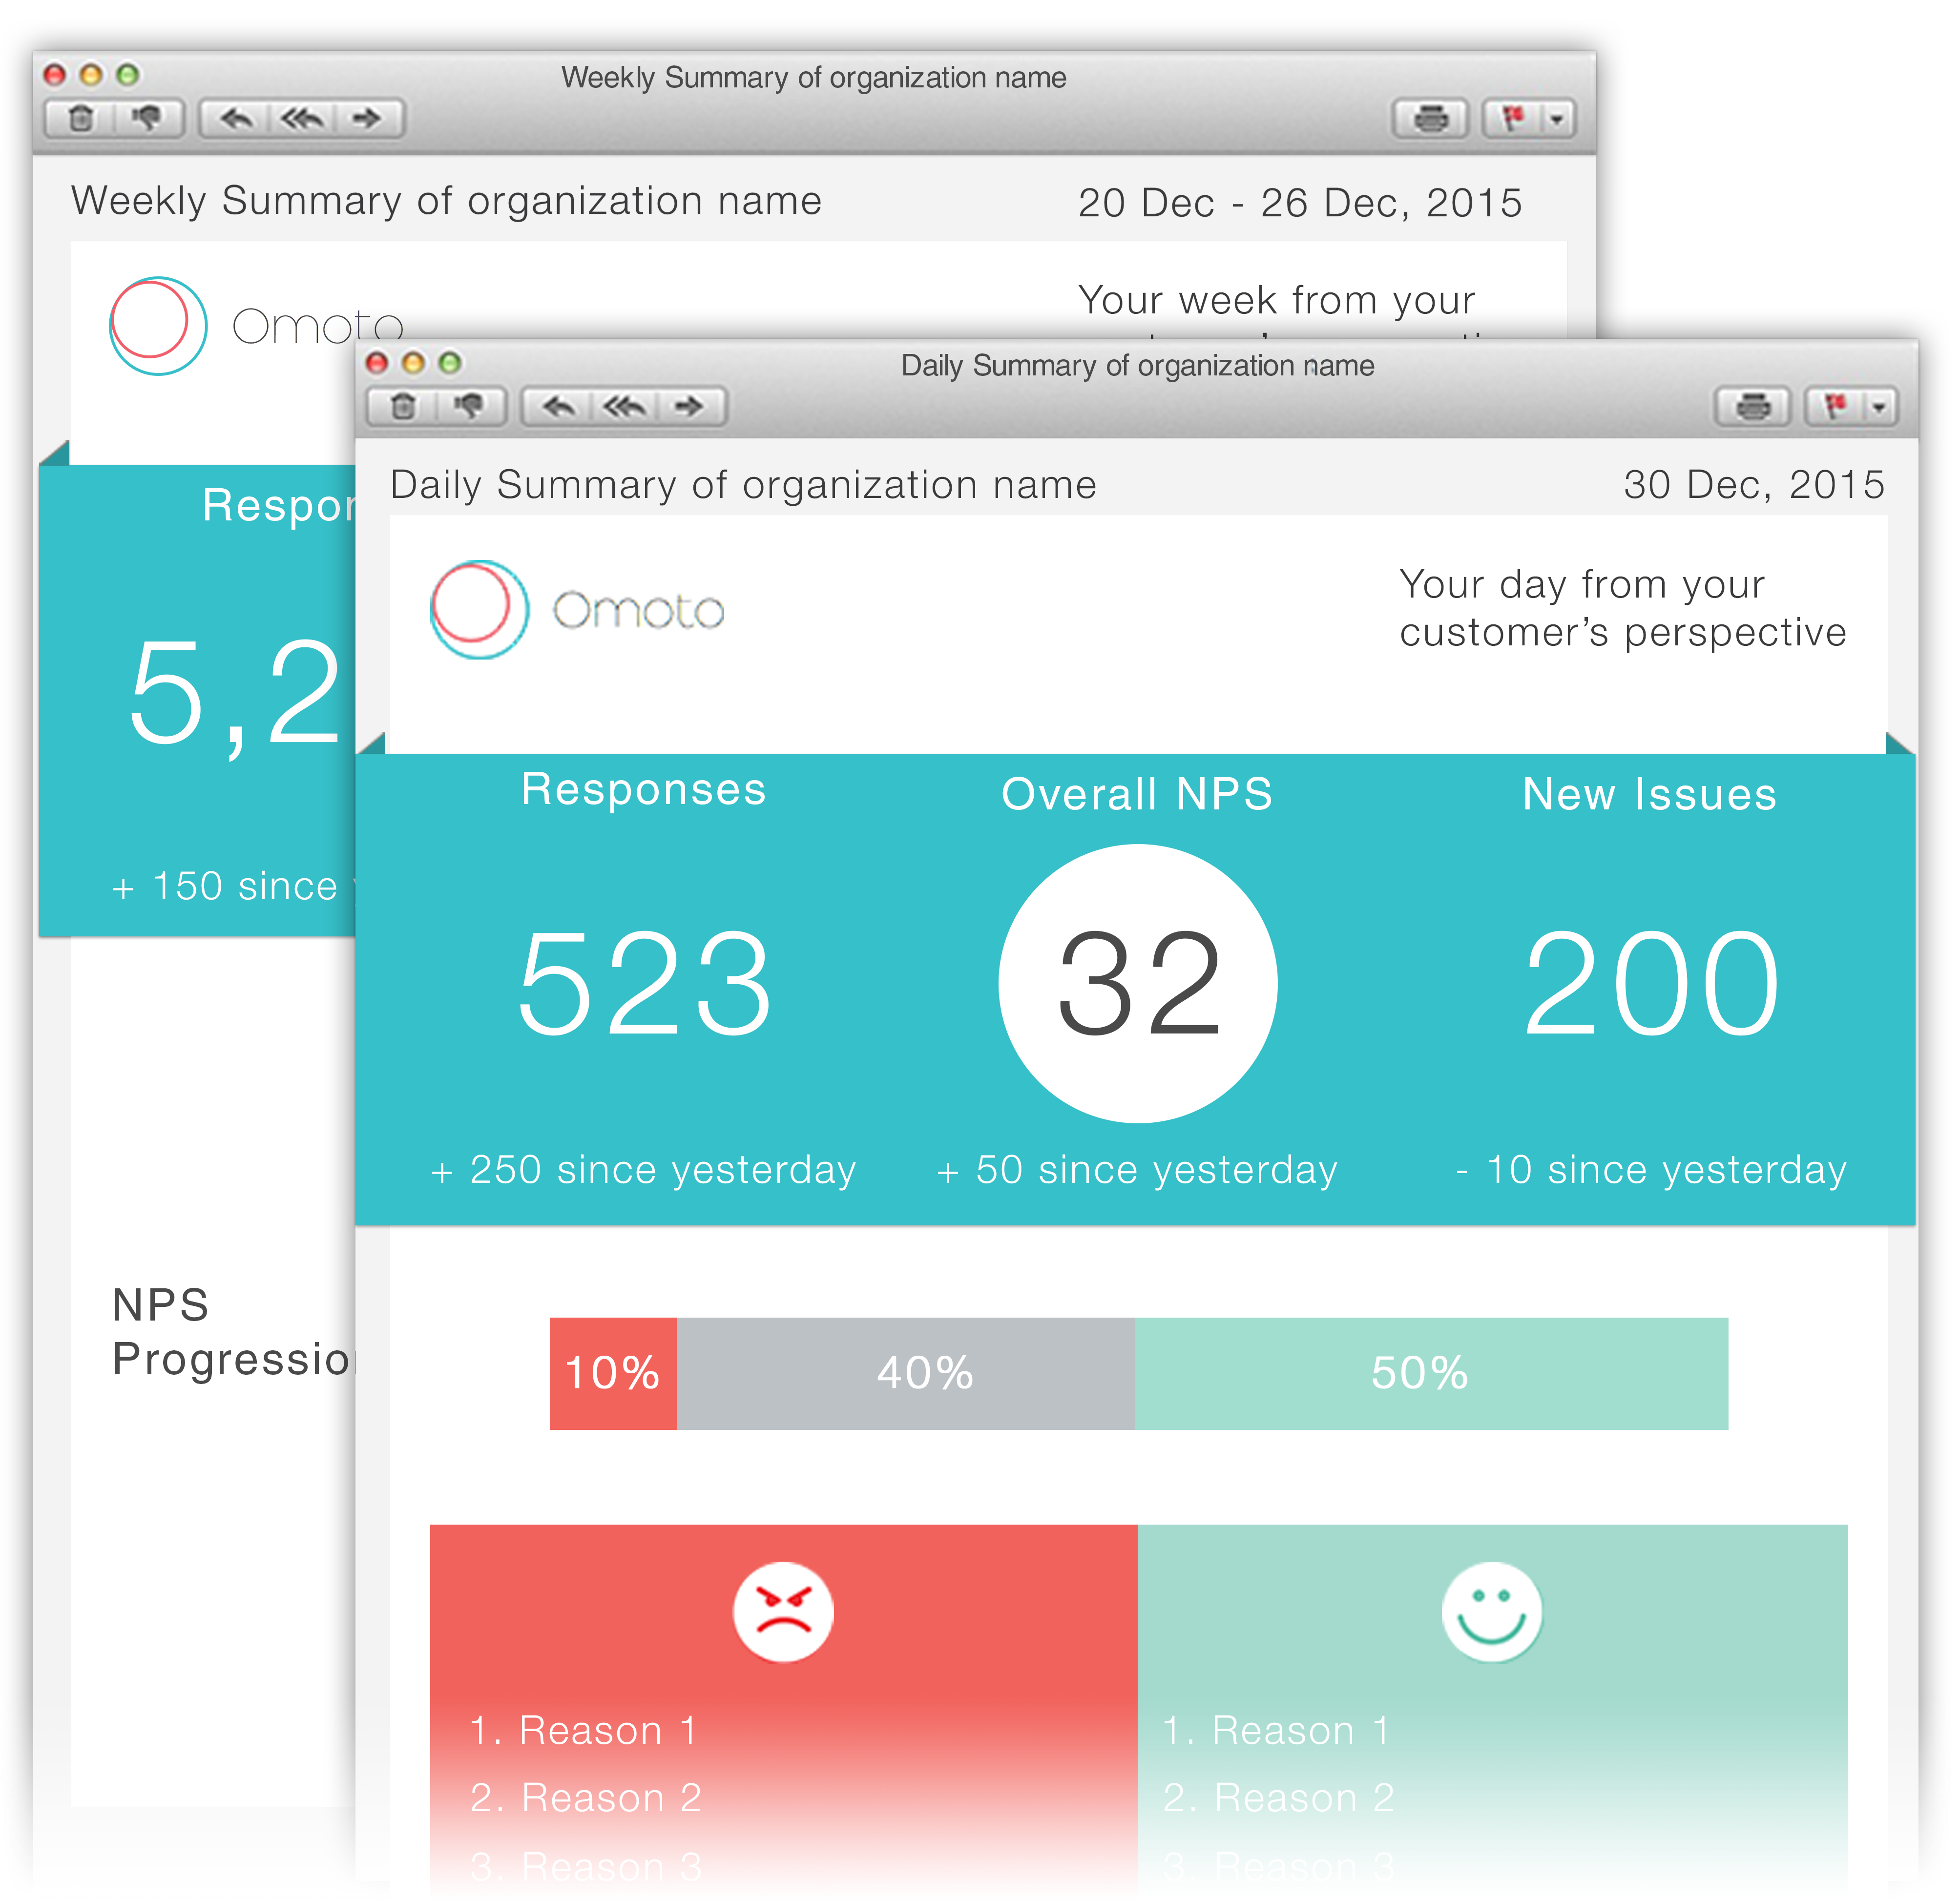 Weekly Summary of organization name
Weekly Summary of organization name
20 Dec - 26 Dec, 2015
Omoto
Your week from your
Daily Summary of organization name
Daily Summary of organization name
30 Dec, 2015
Omoto
Your day from your
customer’s perspective
Respon
5,2
+ 150 since
NPS
Progression
Responses
Overall NPS
New Issues
523
32
200
+ 250 since yesterday
+ 50 since yesterday
- 10 since yesterday
10%
40%
50%
1. Reason 1
2. Reason 2
3. Reason 3
1. Reason 1
2. Reason 2
3. Reason 3